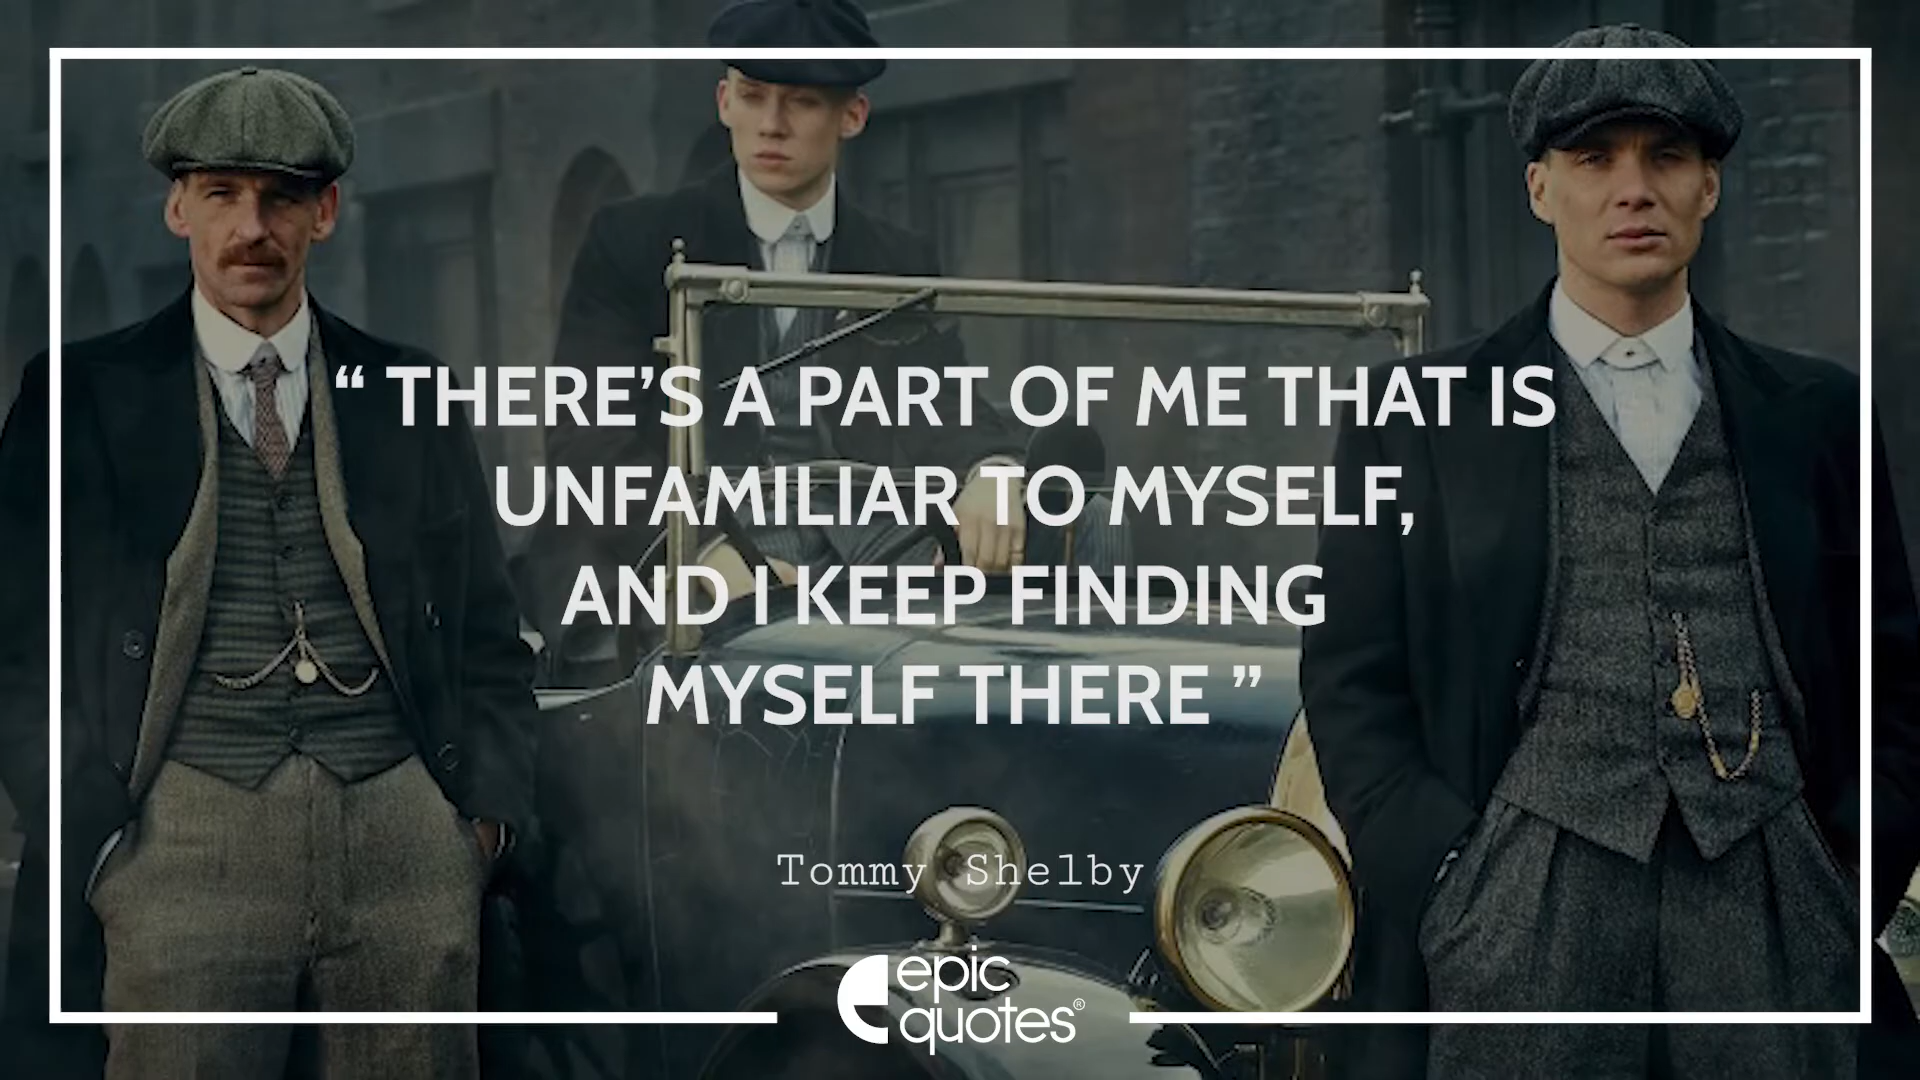 “ THERE’S A PART OF ME THAT IS
UNFAMILIAR TO MYSELF,
AND I KEEP FINDING
MYSELF THERE ”
Tommy Shelby
epic
quotes®